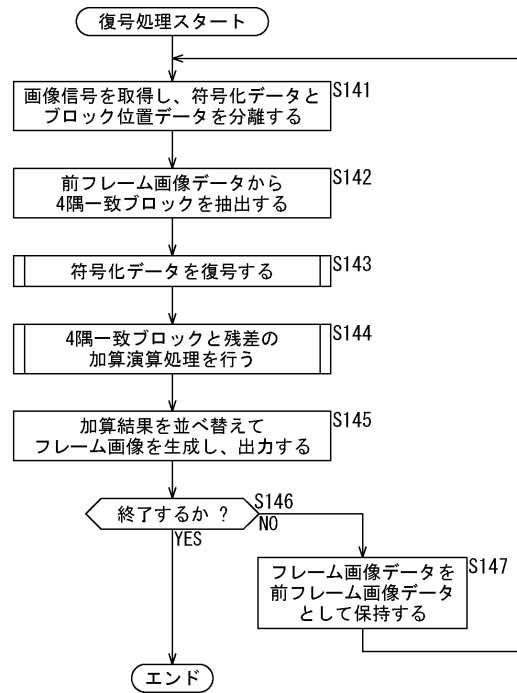 復号処理スタート
画像信号を取得し、符号化データと
ブロック位置データを分離する
S141
前フレーム画像データから
4隅一致ブロックを抽出する
S142
符号化データを復号する
S143
4隅一致ブロックと残差の
加算演算処理を行う
S144
加算結果を並べ替えて
フレーム画像を生成し、出力する
S145
終了するか ?
S146
NO
YES
フレーム画像データを
前フレーム画像データ
として保持する
S147
エンド